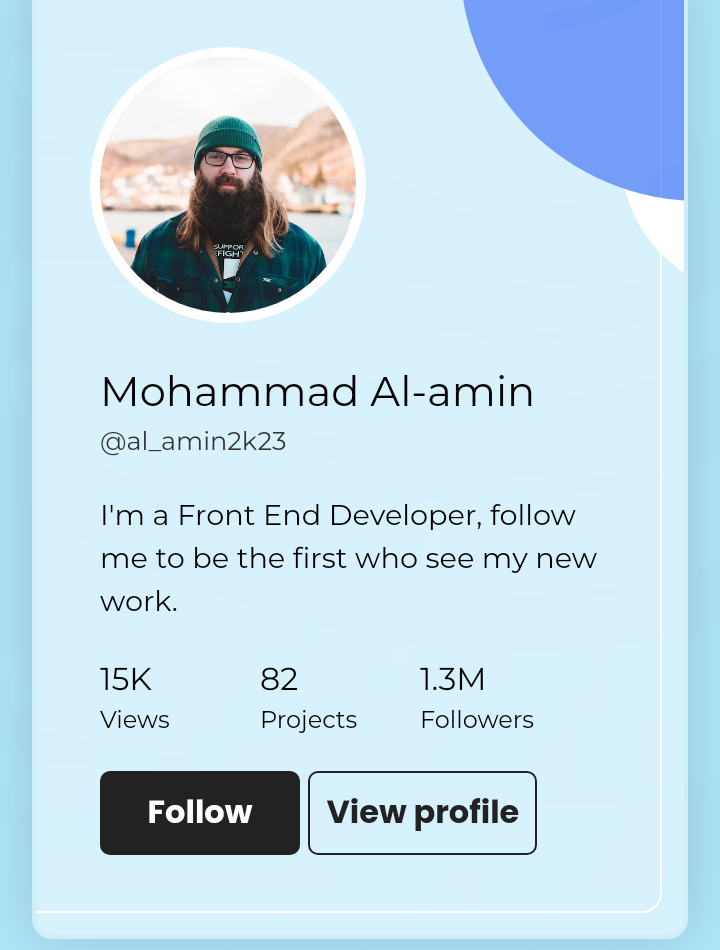 SUPPORT
EFIGHT
Mohammad Al-amin
@al_amin2k23
I'm a Front End Developer, follow
me to be the first who see my new
work.
15K 82 1.3M
Views Projects Followers
Follow View profile